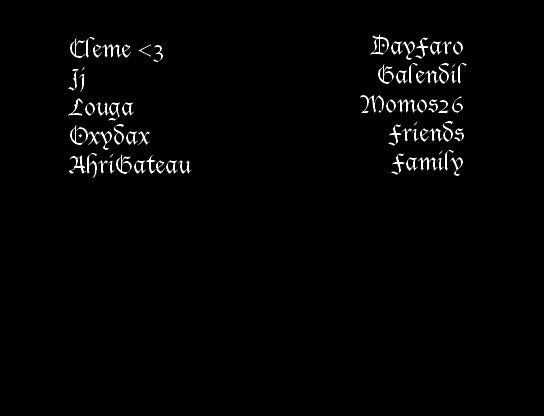 Cleme <3
Jj
Louga
Oxydax
AhriGateau
DayFaro
Galendil
Momos26
Friends
Family